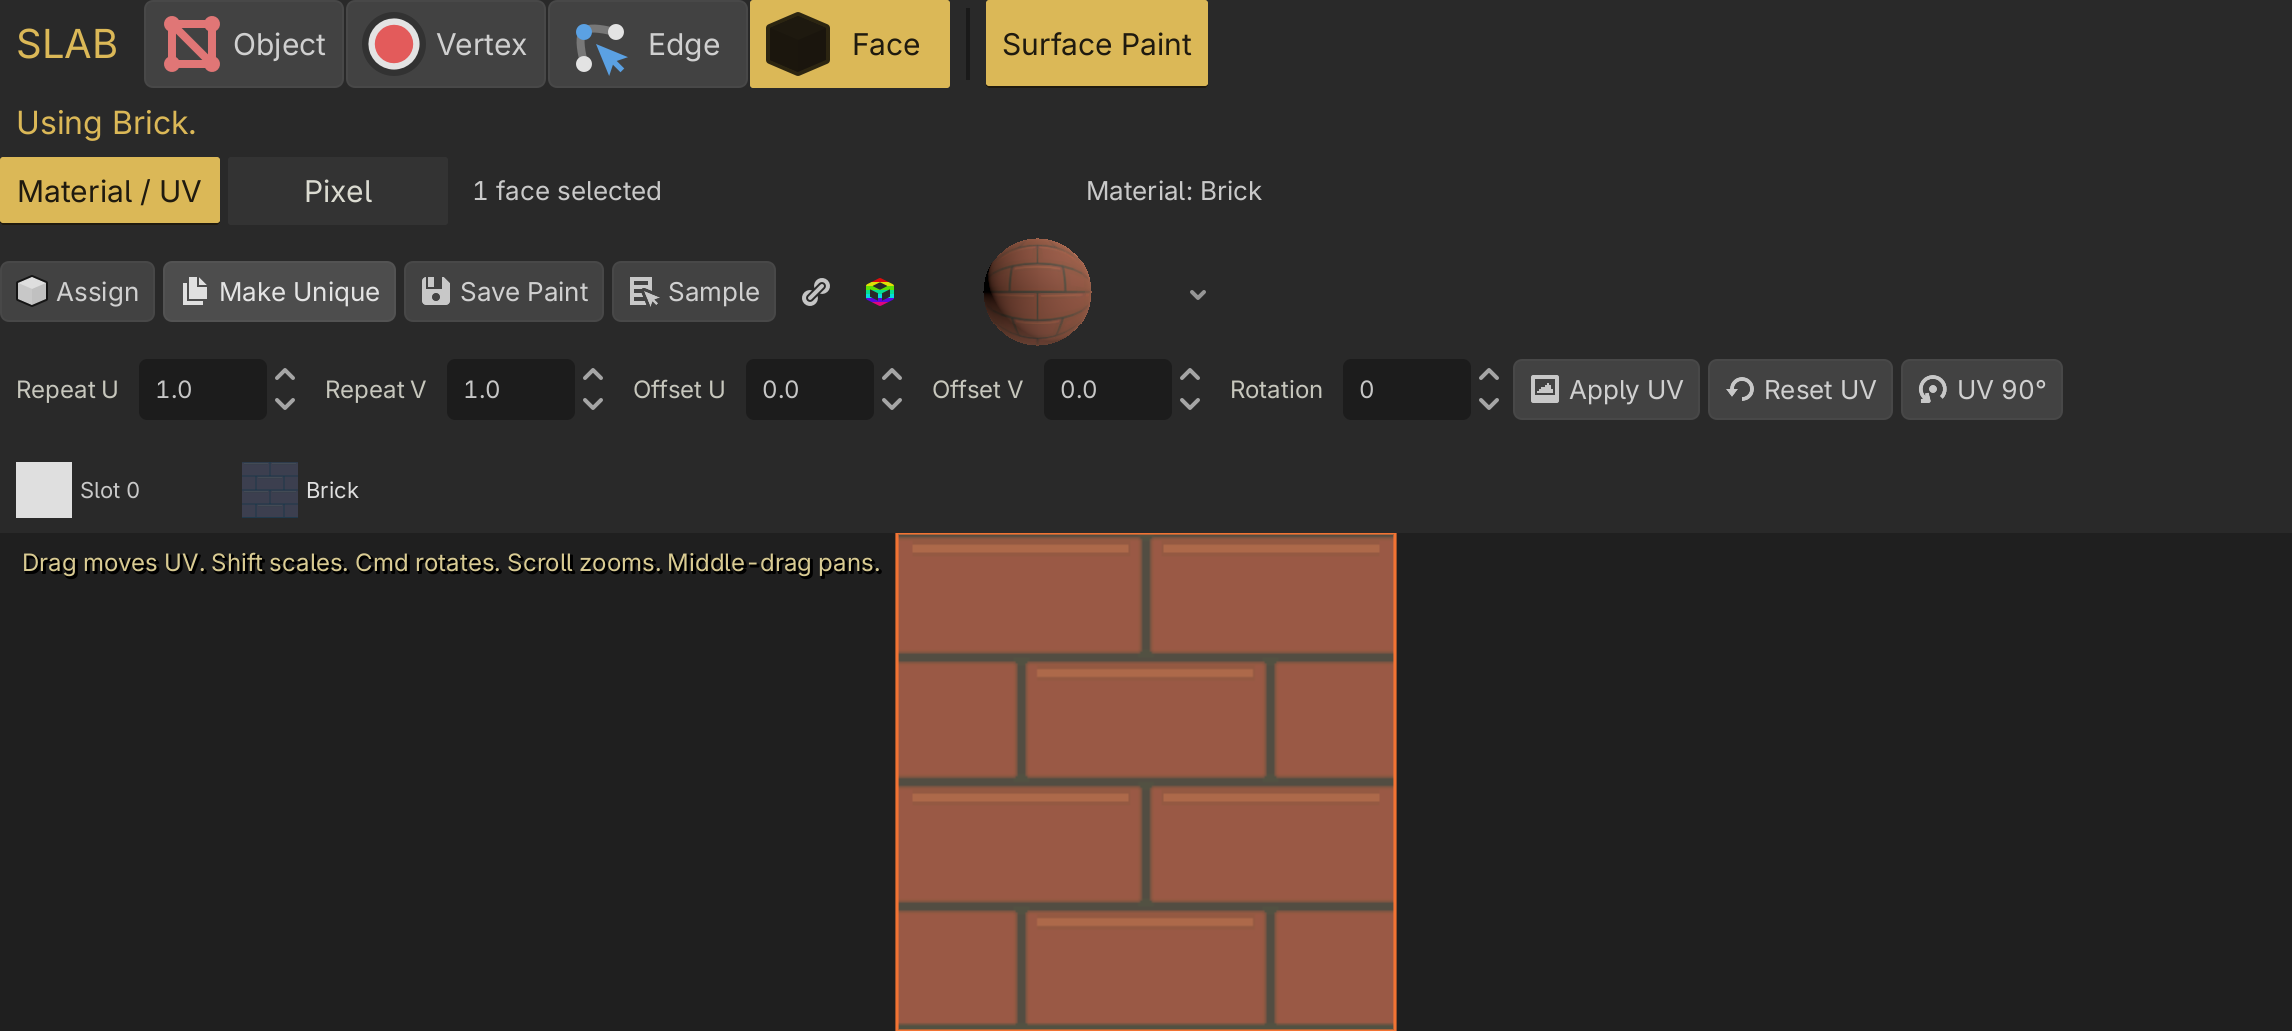 SLAB Object Vertex Edge Face Surface Paint
Using Brick.
Material / UV Pixel 1 face selected Material: Brick
Assign Make Unique Save Paint Sample
Repeat U 1.0 Repeat V 1.0 Offset U 0.0 Offset V 0.0 Rotation 0 Apply UV Reset UV UV 90°
Slot 0 Brick
Drag moves UV. Shift scales. Cmd rotates. Scroll zooms. Middle-drag pans.